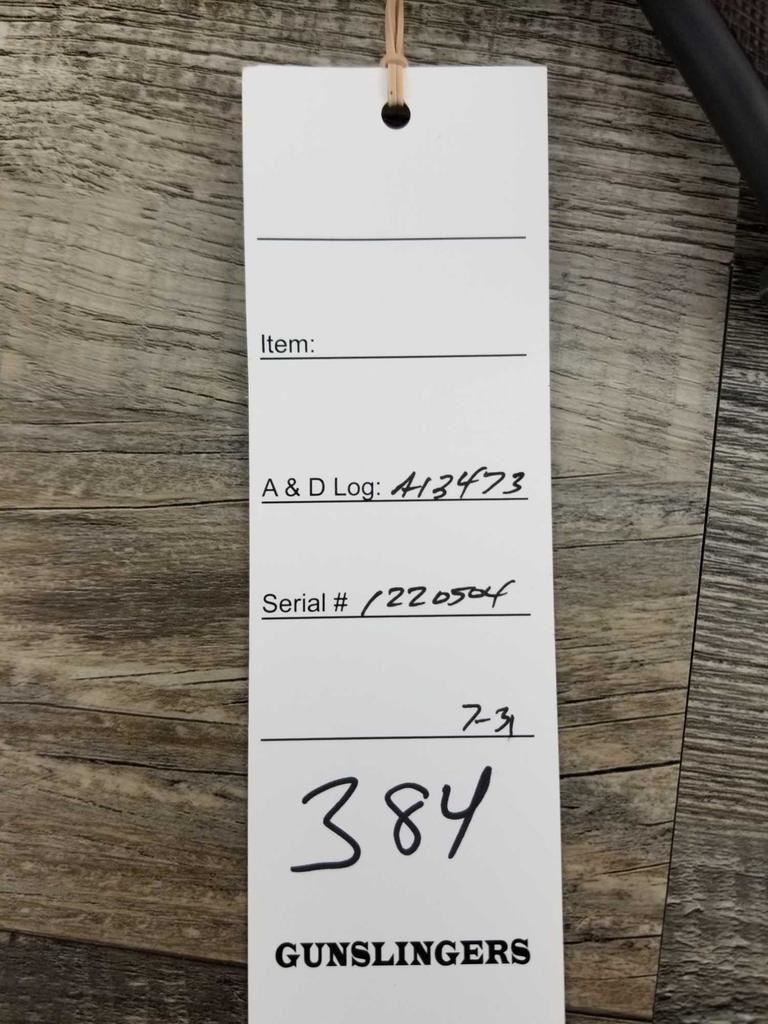 Item:
A & D Log: A13473
Serial # 1220504
7-31
384
GUNSLINGERS